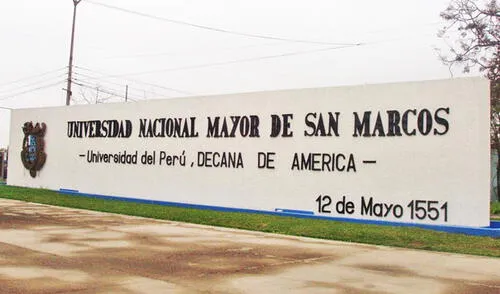 UNIVERSIDAD NACIONAL MAYOR DE SAN MARCOS
–Universidad del Perú, DECANA DE AMERICA–
12 de Mayo 1551